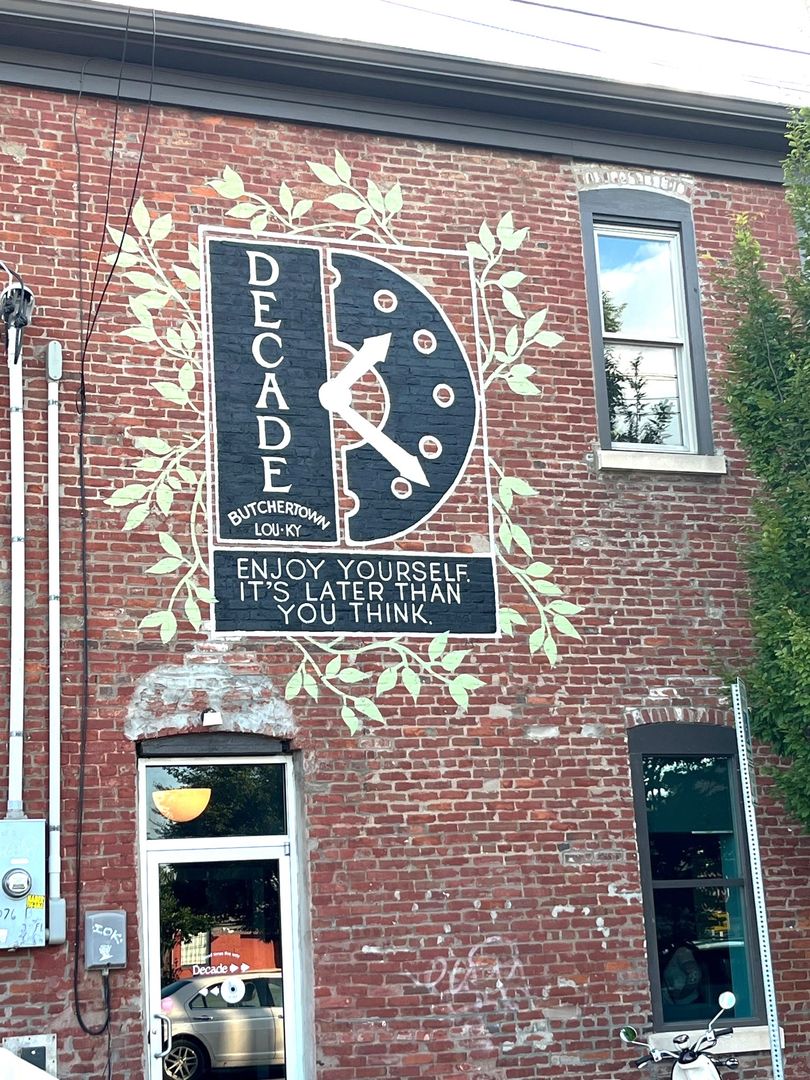 DECADE
BUTCHERTOWN
LOU·KY
ENJOY YOURSELF.
IT'S LATER THAN
YOU THINK.
Decade